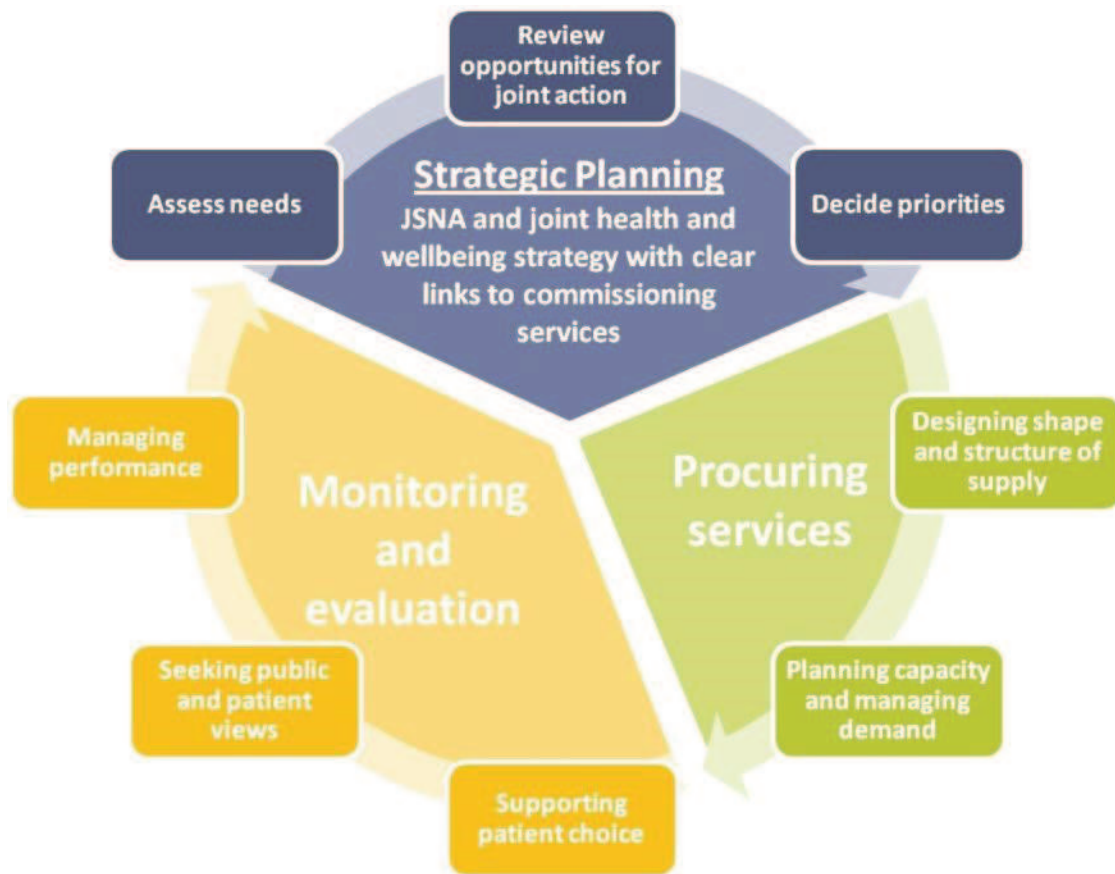 Review
opportunities for
joint action
Assess needs
Strategic Planning
JSNA and joint health and
wellbeing strategy with clear
links to commissioning
services
Decide priorities
Managing
performance
Monitoring
and
evaluation
Procuring
services
Designing shape
and structure of
supply
Seeking public
and patient
views
Planning capacity
and managing
demand
Supporting
patient choice